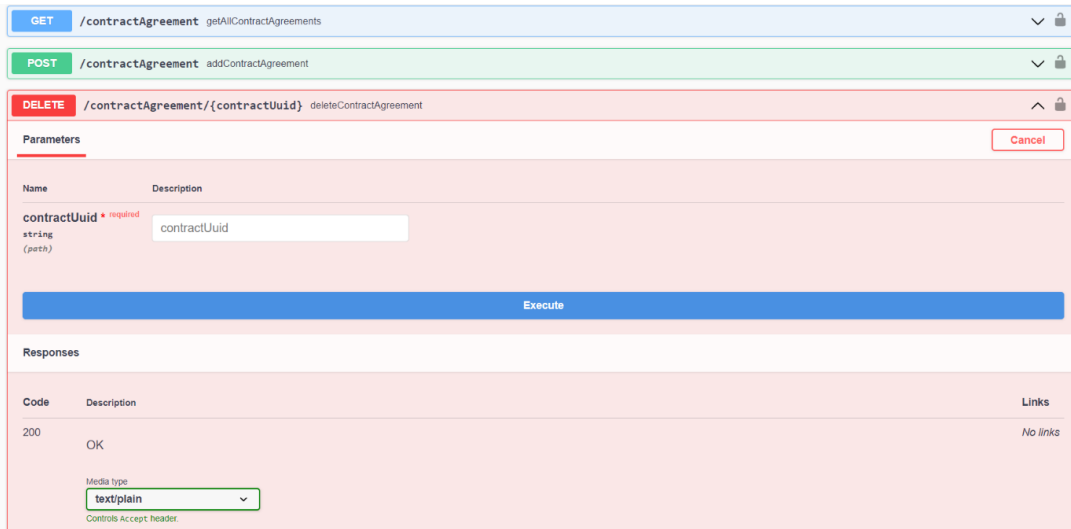 GET /contractAgreement getAllContractAgreements
POST /contractAgreement addContractAgreement
DELETE /contractAgreement/{contractUuid} deleteContractAgreement
Parameters
Cancel
Name Description
contractUuid * required
string
(path)
contractUuid
Execute
Responses
Code Description Links
200 OK No links
Media type
text/plain
Controls Accept header.